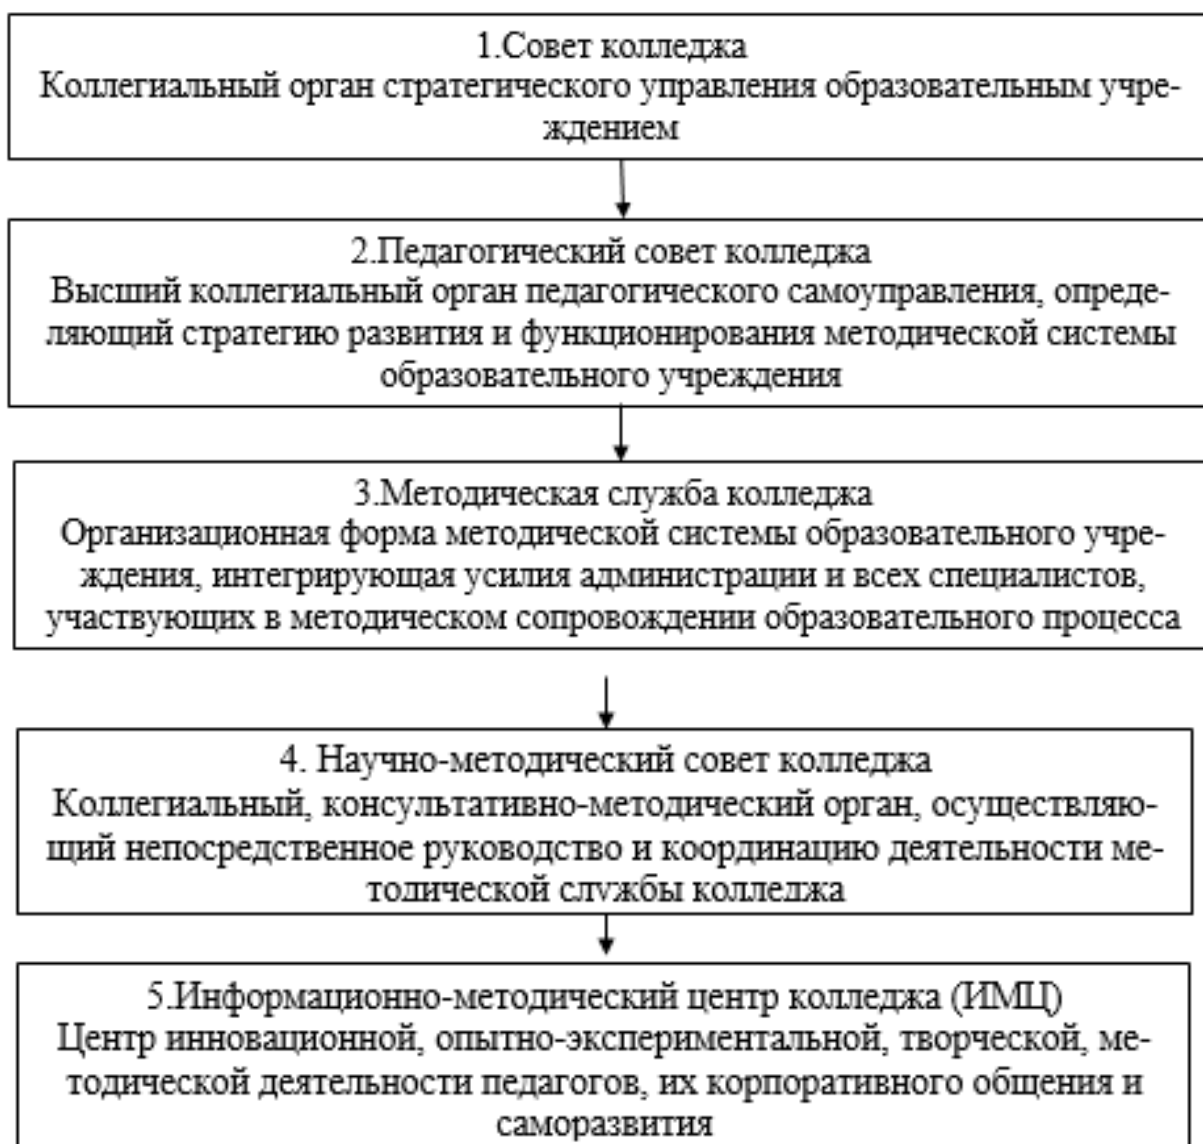 1.Совет колледжа
Коллегиальный орган стратегического управления образовательным учре-
ждением
2.Педагогический совет колледжа
Высший коллегиальный орган педагогического самоуправления, опреде-
ляющий стратегию развития и функционирования методической системы
образовательного учреждения
3.Методическая служба колледжа
Организационная форма методической системы образовательного учре-
ждения, интегрирующая усилия администрации и всех специалистов,
участвующих в методическом сопровождении образовательного процесса
4. Научно-методический совет колледжа
Коллегиальный, консультативно-методический орган, осуществляю-
щий непосредственное руководство и координацию деятельности ме-
тодической службы колледжа
5.Информационно-методический центр колледжа (ИМЦ)
Центр инновационной, опытно-экспериментальной, творческой, ме-
тодической деятельности педагогов, их корпоративного общения и
саморазвития